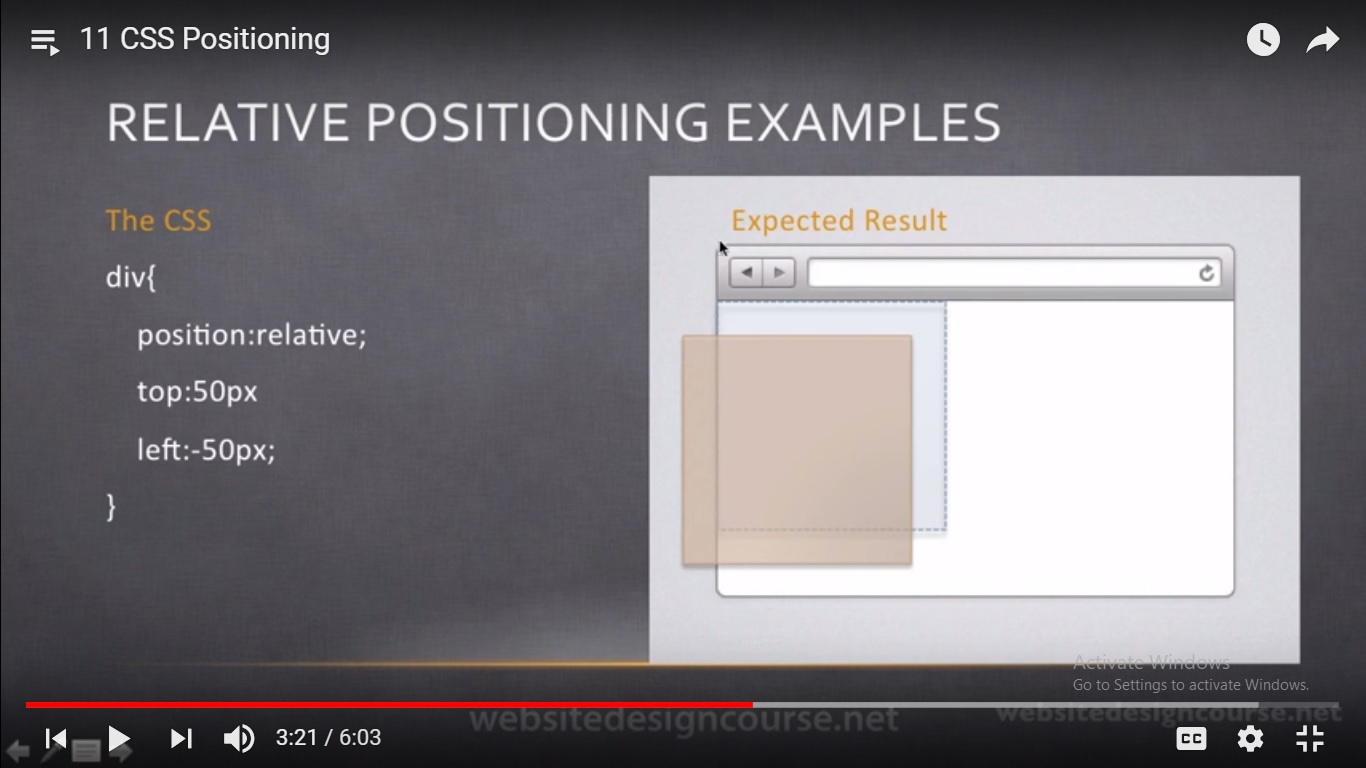 11 CSS Positioning
RELATIVE POSITIONING EXAMPLES
The CSS
div{
position:relative;
top:50px
left:-50px;
}
Expected Result
Activate Windows
Go to Settings to activate Windows.
websitedesigncourse.net
websitedesigncourse.net
3:21 / 6:03
CC